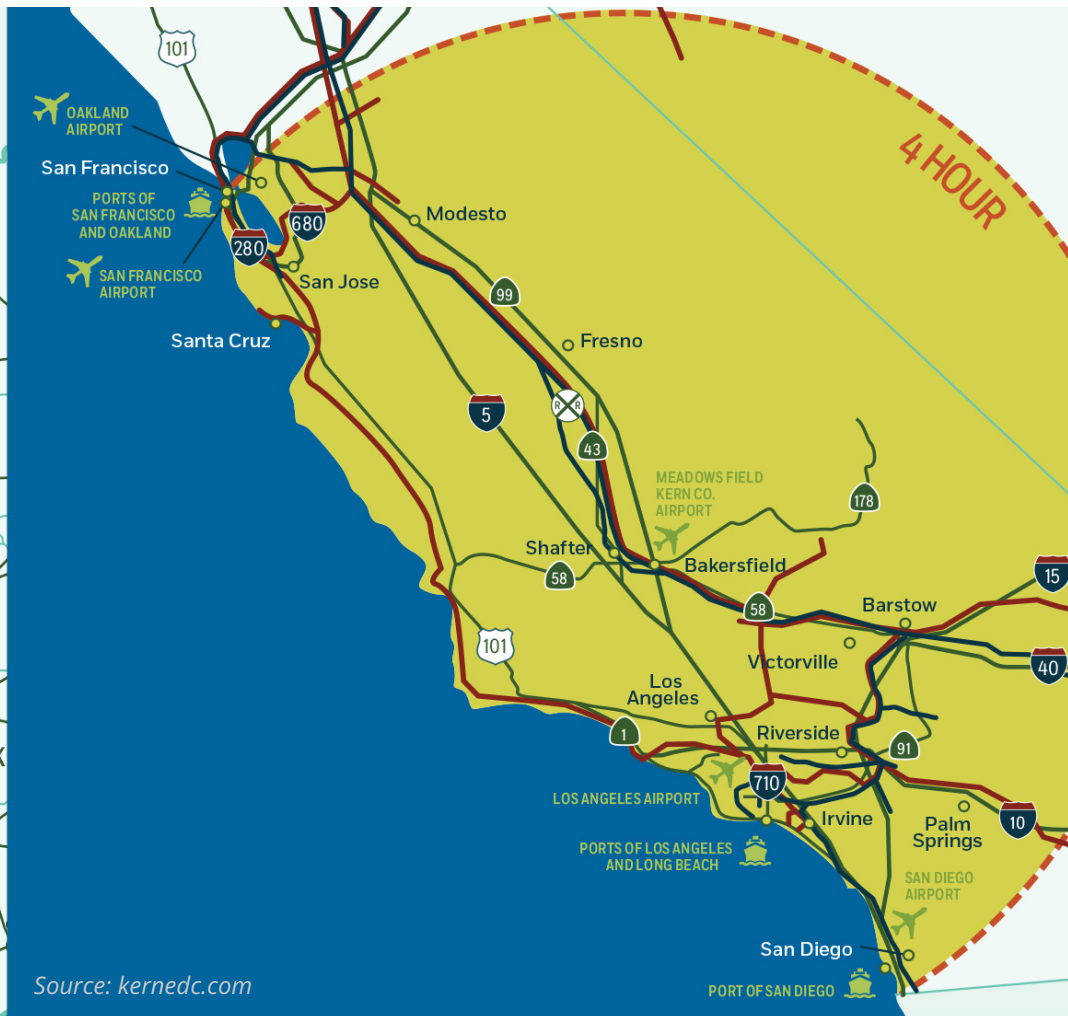 101
OAKLAND
AIRPORT
San Francisco
PORTS OF
SAN FRANCISCO
AND OAKLAND
SAN FRANCISCO
AIRPORT
280
680
San Jose
Santa Cruz
Modesto
4 HOUR
99
Fresno
5
R R
43
MEADOWS FIELD
KERN CO.
AIRPORT
178
Shafter
58
Bakersfield
58
15
Barstow
101
Victorville
40
Los
Angeles
1
Riverside
91
LOS ANGELES AIRPORT
710
Irvine
Palm
Springs
10
PORTS OF LOS ANGELES
AND LONG BEACH
SAN DIEGO
AIRPORT
San Diego
PORT OF SAN DIEGO
Source: kernedc.com